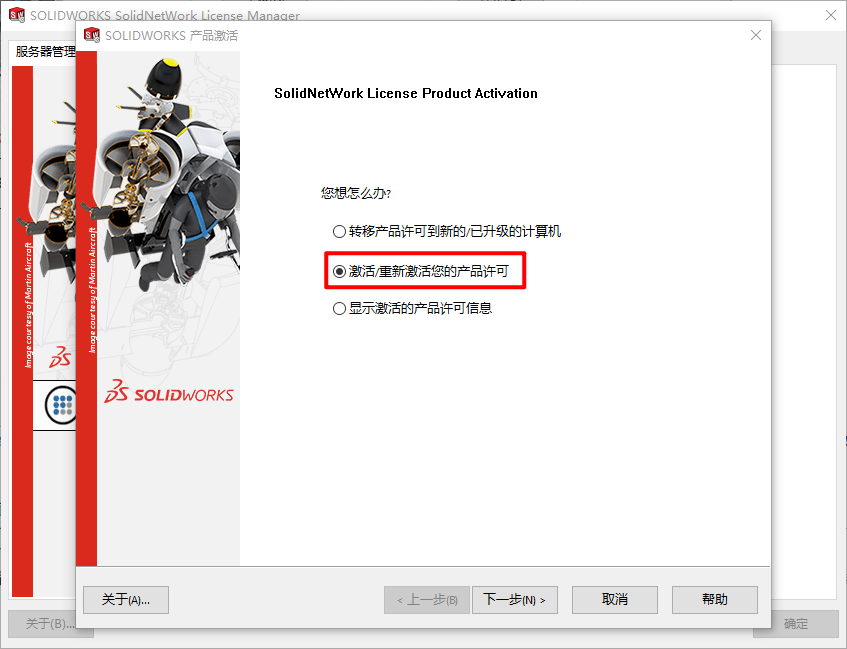 SOLIDWORKS SolidNetWork License Manager
服务器管理
SOLIDWORKS 产品激活
SolidNetWork License Product Activation
您想怎么办?
转移产品许可到新的/已升级的计算机
激活/重新激活您的产品许可
显示激活的产品许可信息
Image courtesy of Martin Aircraft
Image courtesy of Martin Aircraft
SOLIDWORKS
关于(A)...
< 上一步(B)
下一步(N) >
取消
帮助
关于(B)...
确定